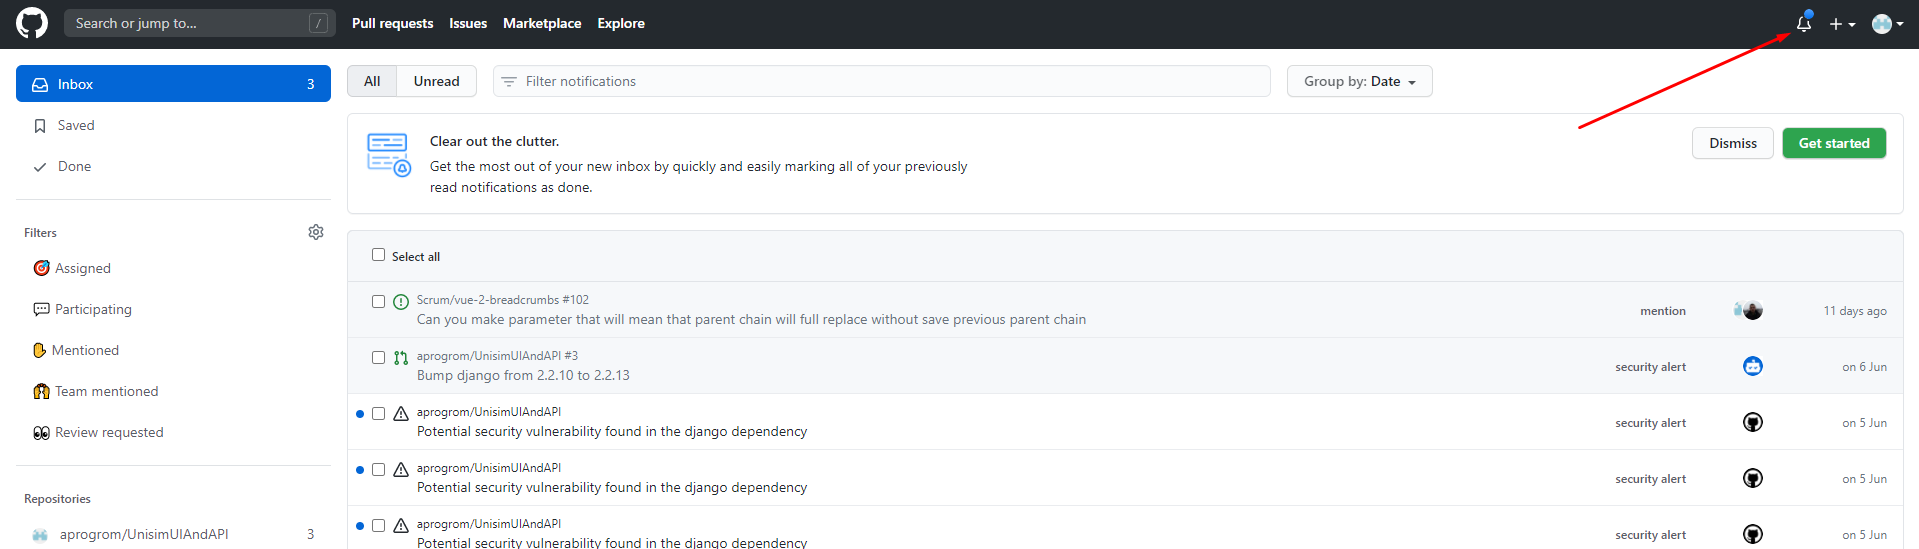 Search or jump to...
/
Pull requests
Issues
Marketplace
Explore
Inbox
3
Saved
Done
Filters
Assigned
Participating
Mentioned
Team mentioned
Review requested
Repositories
aprogrom/UnisimUIAndAPI
3
All
Unread
Filter notifications
Group by: Date
Clear out the clutter.
Get the most out of your new inbox by quickly and easily marking all of your previously
read notifications as done.
Dismiss
Get started
Select all
Scrum/vue-2-breadcrumbs #102
Can you make parameter that will mean that parent chain will full replace without save previous parent chain
mention
11 days ago
aprogrom/UnisimUIAndAPI #3
Bump django from 2.2.10 to 2.2.13
security alert
on 6 Jun
aprogrom/UnisimUIAndAPI
Potential security vulnerability found in the django dependency
security alert
on 5 Jun
aprogrom/UnisimUIAndAPI
Potential security vulnerability found in the django dependency
security alert
on 5 Jun
aprogrom/UnisimUIAndAPI
Potential security vulnerability found in the django dependency
security alert
on 5 Jun